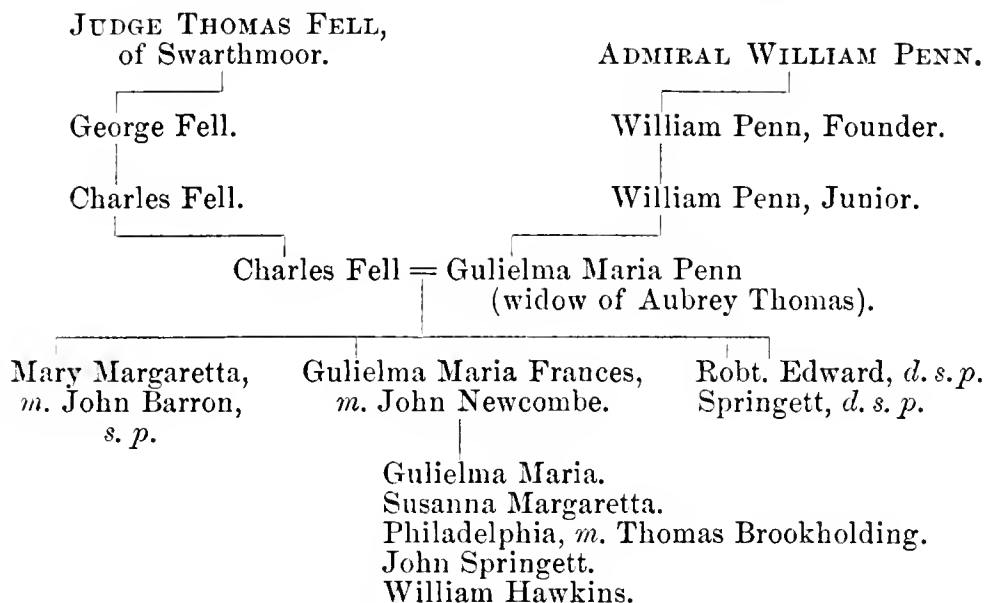 JUDGE THOMAS FELL,
of Swarthmoor.
ADMIRAL WILLIAM PENN.
George Fell.
William Penn, Founder.
Charles Fell.
William Penn, Junior.
Charles Fell = Gulielma Maria Penn
(widow of Aubrey Thomas).
Mary Margaretta,
m. John Barron,
s. p.
Gulielma Maria Frances,
m. John Newcombe.
Robt. Edward, d. s. p.
Springett, d. s. p.
Gulielma Maria.
Susanna Margaretta.
Philadelphia, m. Thomas Brookholding.
John Springett.
William Hawkins.